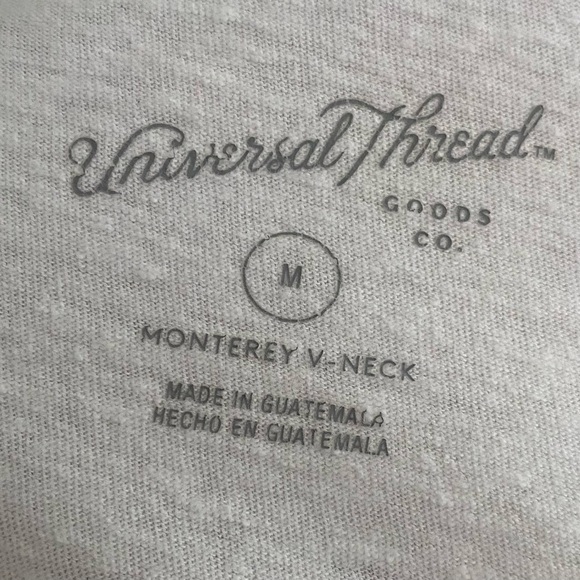 Universal Thread™
GOODS
CO.
M
MONTEREY V-NECK
MADE IN GUATEMALA
HECHO EN GUATEMALA